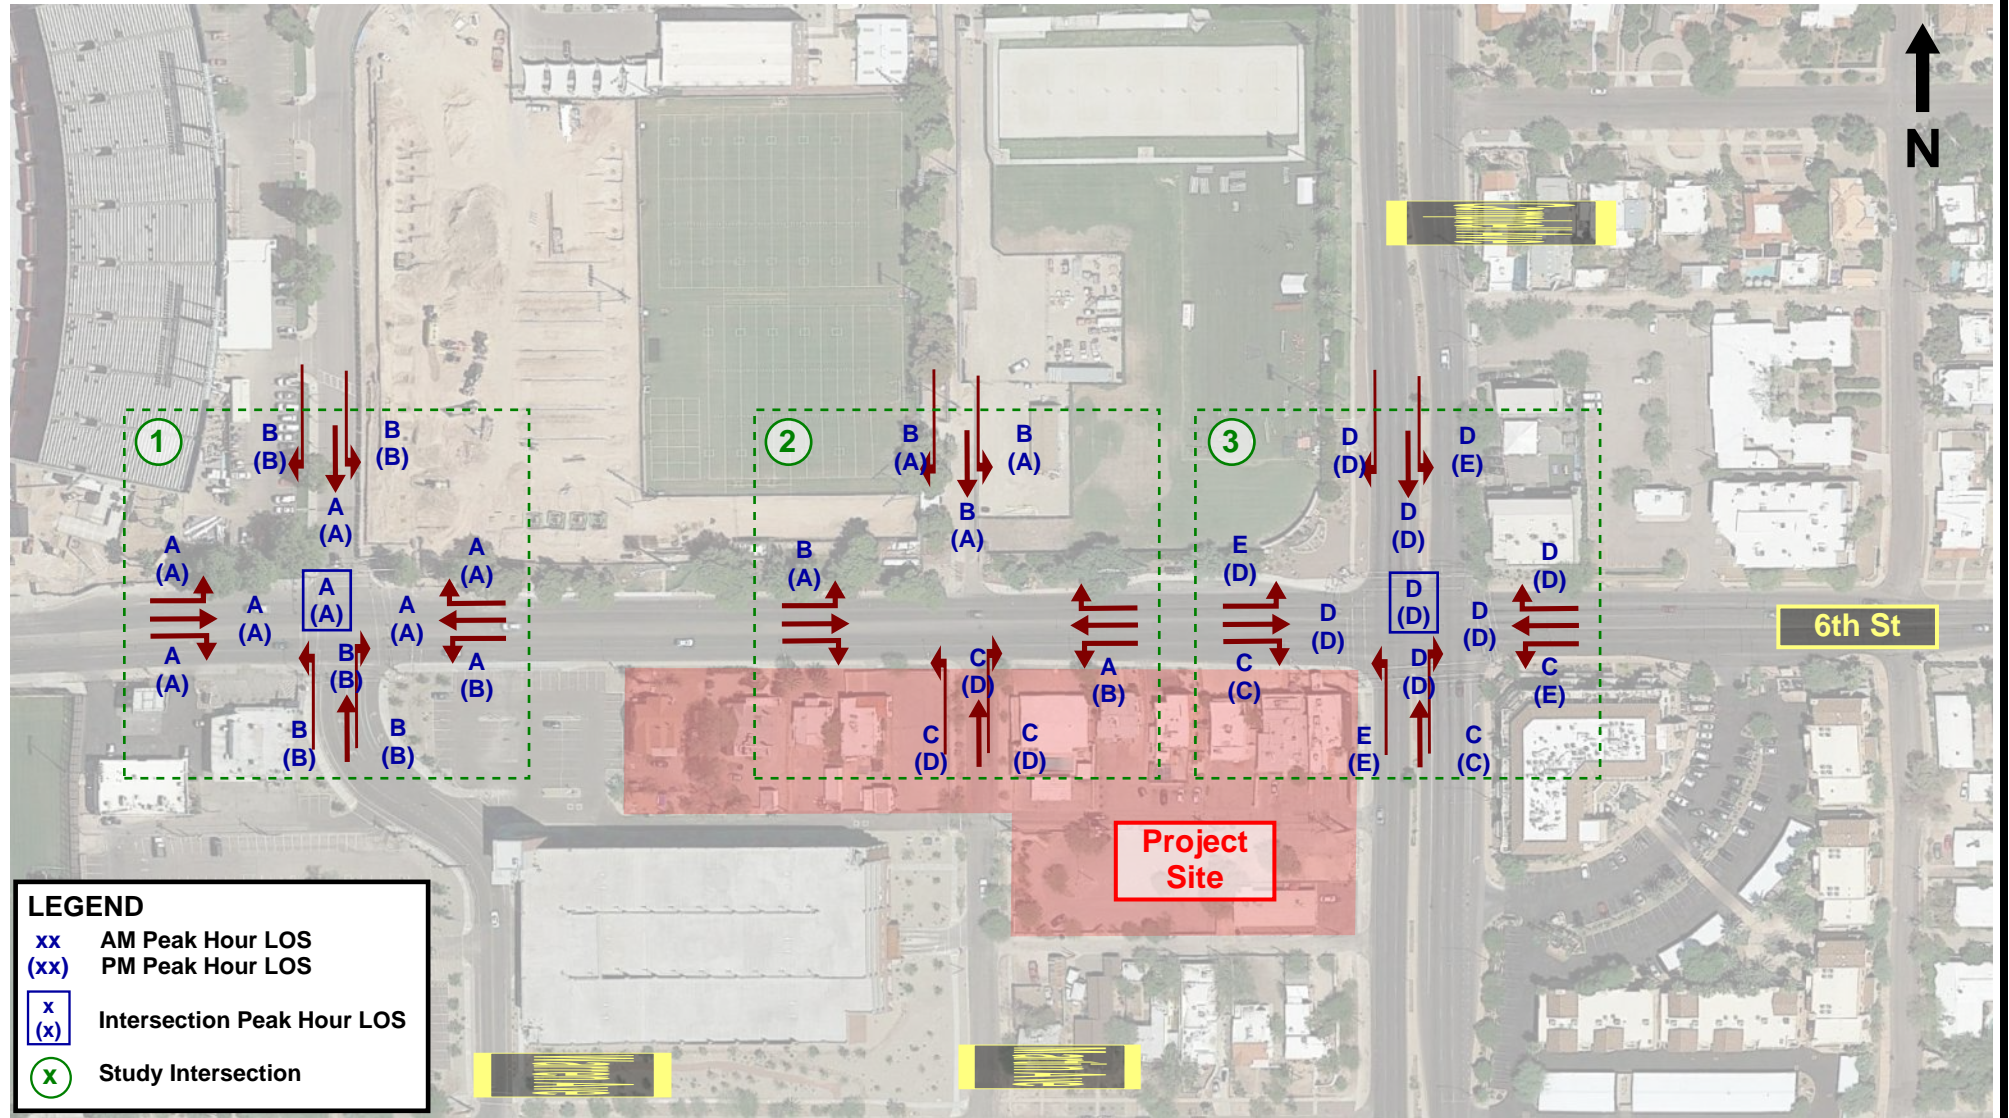 N
1
B
(B)
B
(B)
A
(A)
A
(A)
A
(A)
A
(A)
A
(A)
A
(A)
A
(A)
A
(A)
B
(B)
A
(B)
B
(B)
B
(B)
2
B
(A)
B
(A)
B
(A)
B
(A)
C
(D)
A
(B)
C
(D)
C
(D)
3
D
(D)
D
(E)
D
(D)
E
(D)
D
(D)
D
(D)
D
(D)
D
(D)
C
(C)
D
(D)
C
(E)
E
(E)
C
(C)
6th St
Project
Site
LEGEND
xx AM Peak Hour LOS
(xx) PM Peak Hour LOS
x
(x)
Intersection Peak Hour LOS
x Study Intersection